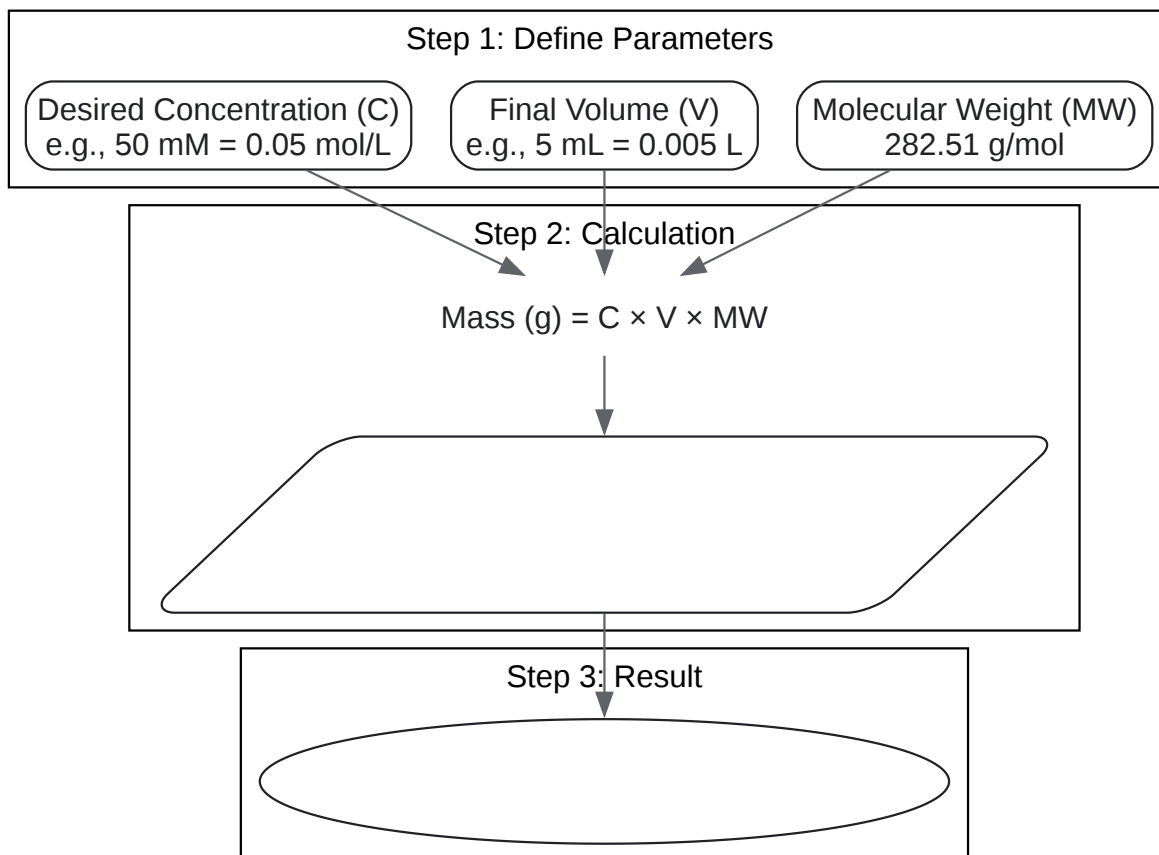 Step 1: Define Parameters
Desired Concentration (C)
e.g., 50 mM = 0.05 mol/L
Final Volume (V)
e.g., 5 mL = 0.005 L
Molecular Weight (MW)
282.51 g/mol
Step 2: Calculation
Mass (g) = C × V × MW
Step 3: Result